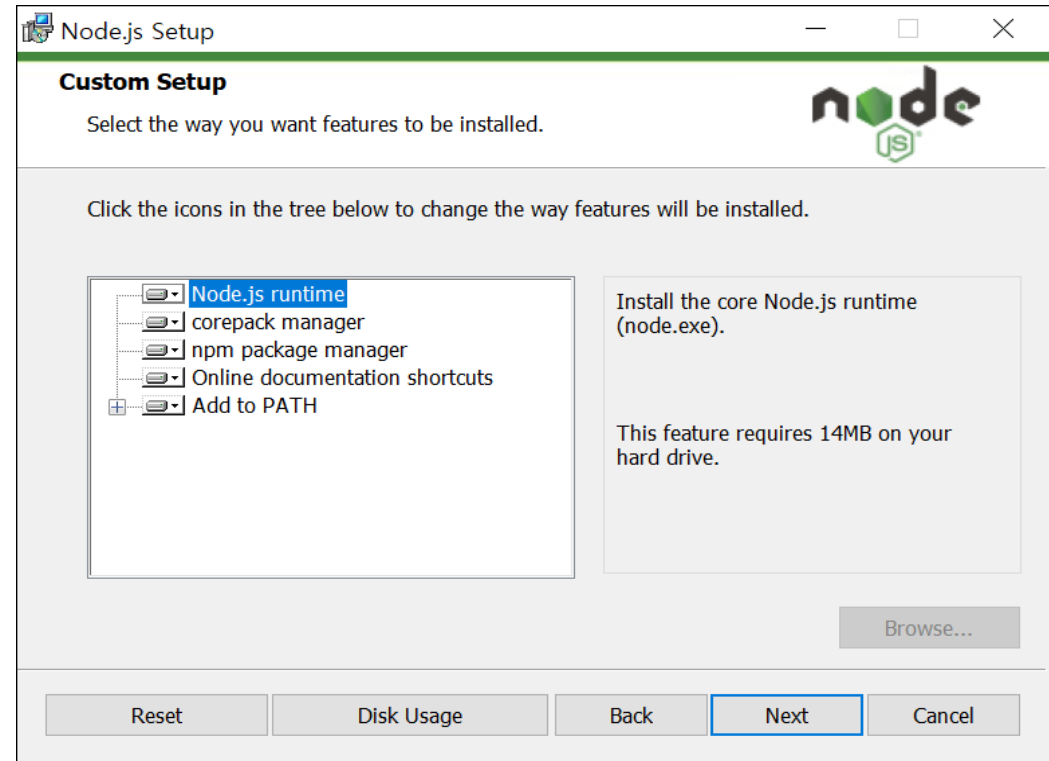 Node.js Setup
Custom Setup
Select the way you want features to be installed.
node
JS
Click the icons in the tree below to change the way features will be installed.
Node.js runtime
corepack manager
npm package manager
Online documentation shortcuts
Add to PATH
Install the core Node.js runtime
(node.exe).
This feature requires 14MB on your
hard drive.
Browse...
Reset
Disk Usage
Back
Next
Cancel